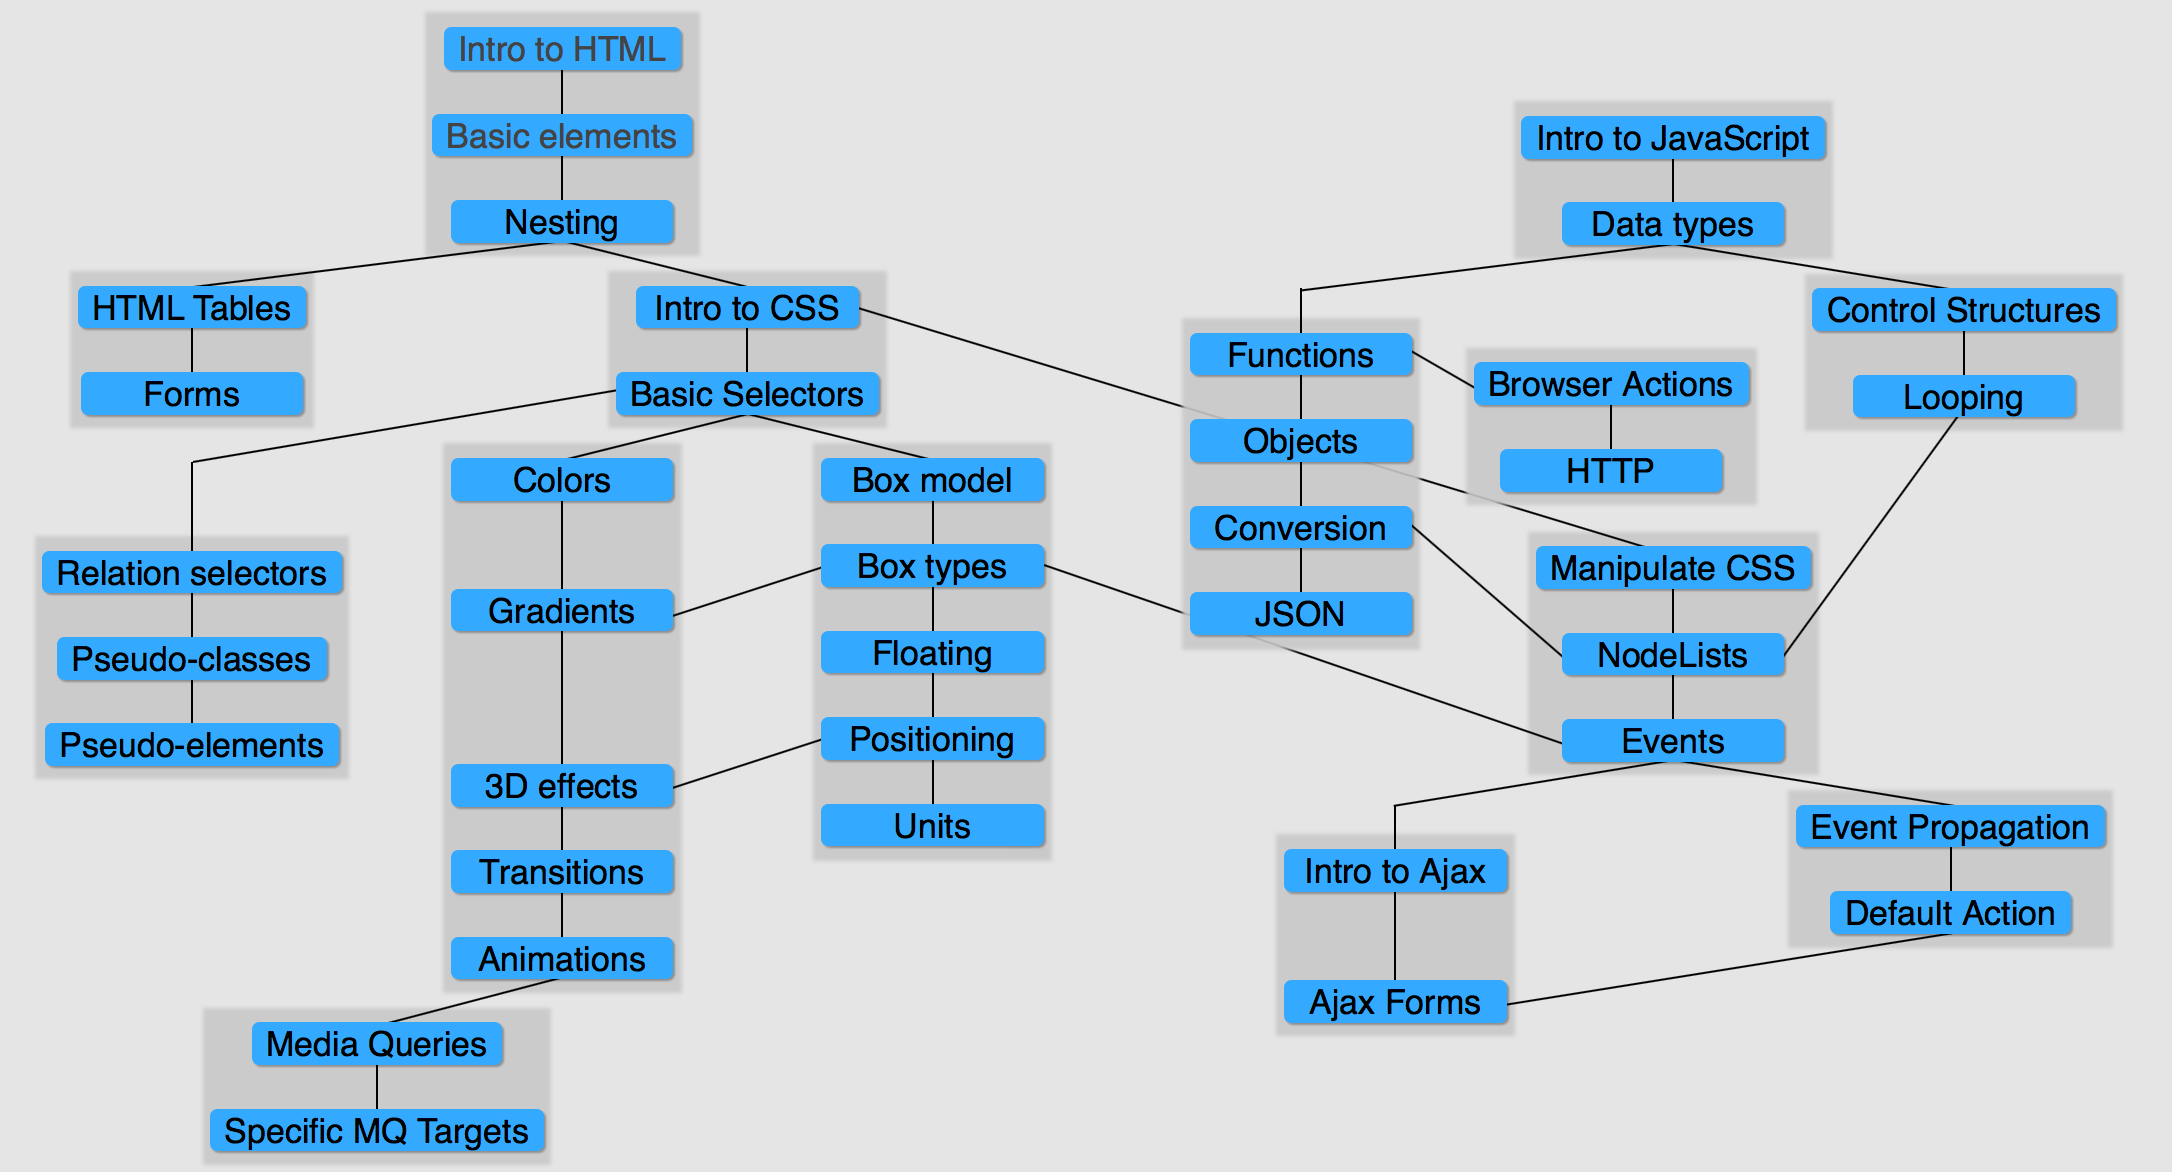 Intro to HTML
Basic elements
Nesting
HTML Tables
Forms
Intro to CSS
Basic Selectors
Relation selectors
Pseudo-classes
Pseudo-elements
Colors
Gradients
3D effects
Transitions
Animations
Box model
Box types
Floating
Positioning
Units
Media Queries
Specific MQ Targets
Intro to JavaScript
Data types
Functions
Objects
Conversion
JSON
Browser Actions
HTTP
Control Structures
Looping
Manipulate CSS
NodeLists
Events
Intro to Ajax
Ajax Forms
Event Propagation
Default Action